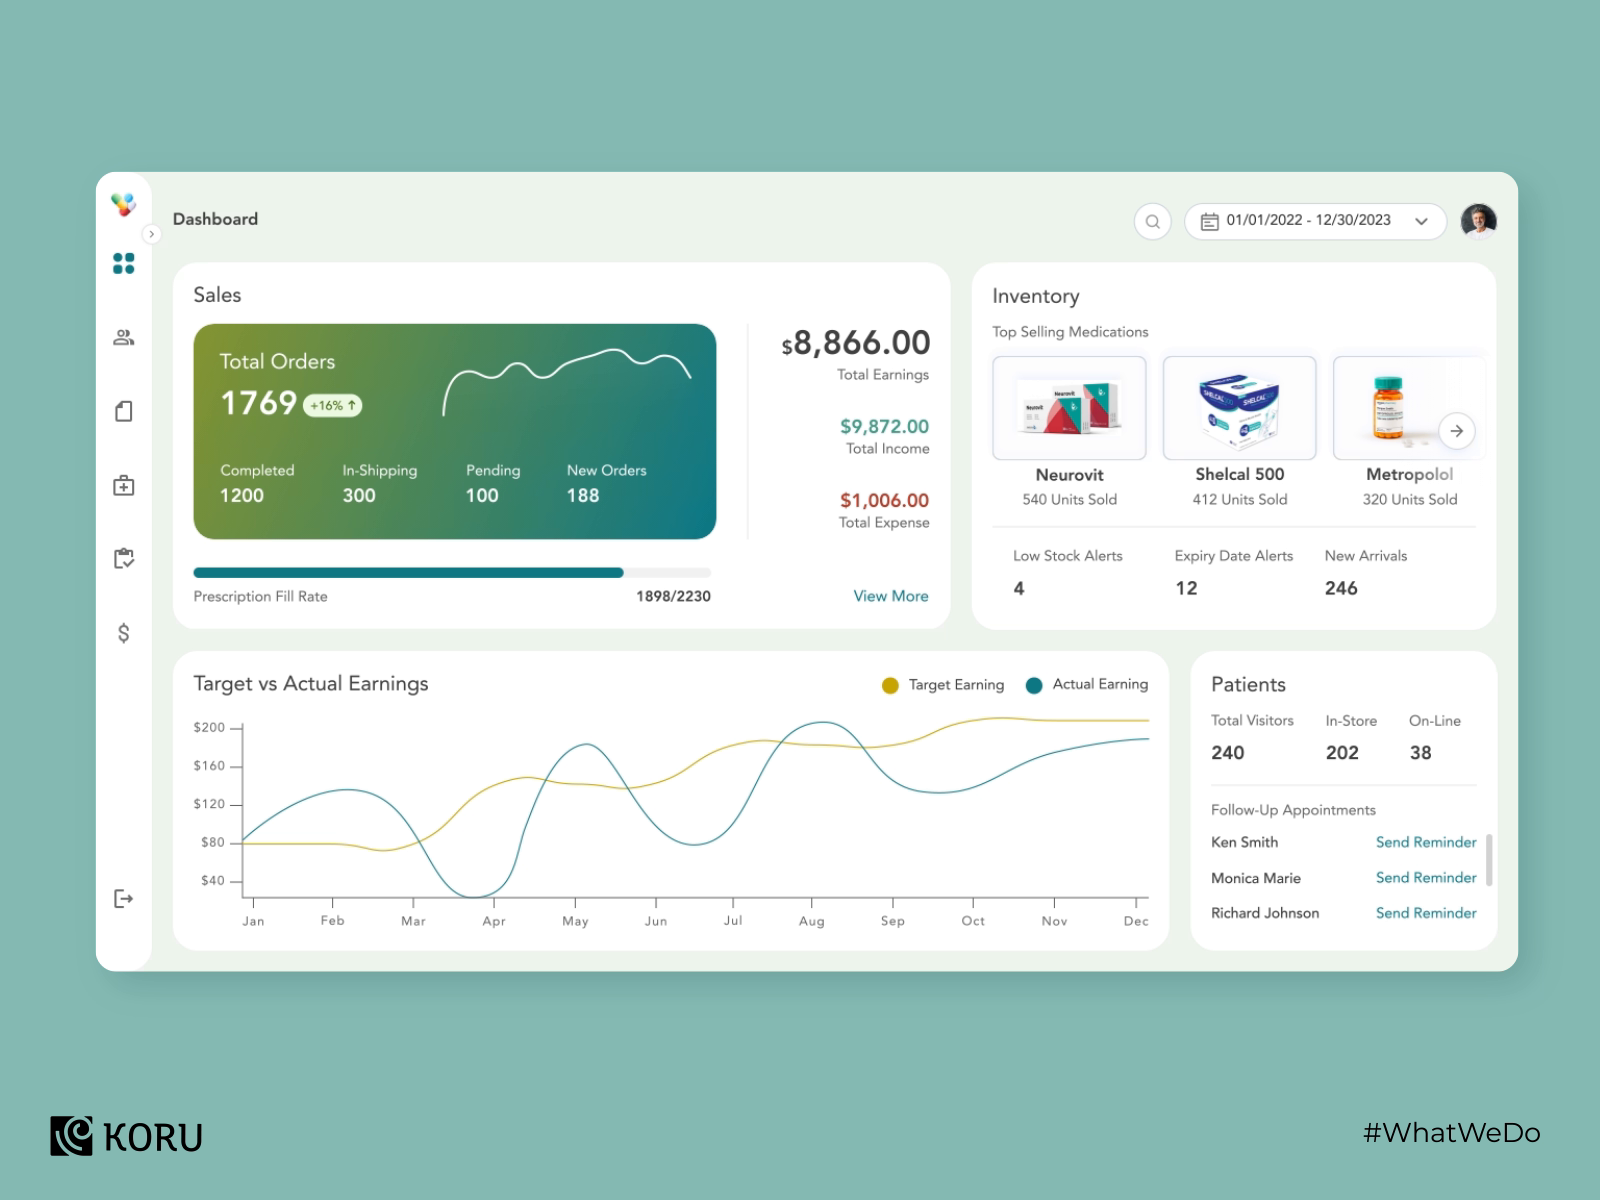 Dashboard
01/01/2022 - 12/30/2023
Sales
Total Orders
1769 +16% ↑
Completed In-Shipping Pending New Orders
1200 300 100 188
Prescription Fill Rate 1898/2230
$8,866.00
Total Earnings
$9,872.00
Total Income
$1,006.00
Total Expense
View More
Inventory
Top Selling Medications
Neurovit
Neurovit
SHELCAL
SHELCAL
Neurovit Shelcal 500 Metropolol
540 Units Sold 412 Units Sold 320 Units Sold
Low Stock Alerts Expiry Date Alerts New Arrivals
4 12 246
Target vs Actual Earnings
Target Earning Actual Earning
$200
$160
$120
$80
$40
Jan Feb Mar Apr May Jun Jul Aug Sep Oct Nov Dec
Patients
Total Visitors In-Store On-Line
240 202 38
Follow-Up Appointments
Ken Smith Send Reminder
Monica Marie Send Reminder
Richard Johnson Send Reminder
KORU
#WhatWeDo